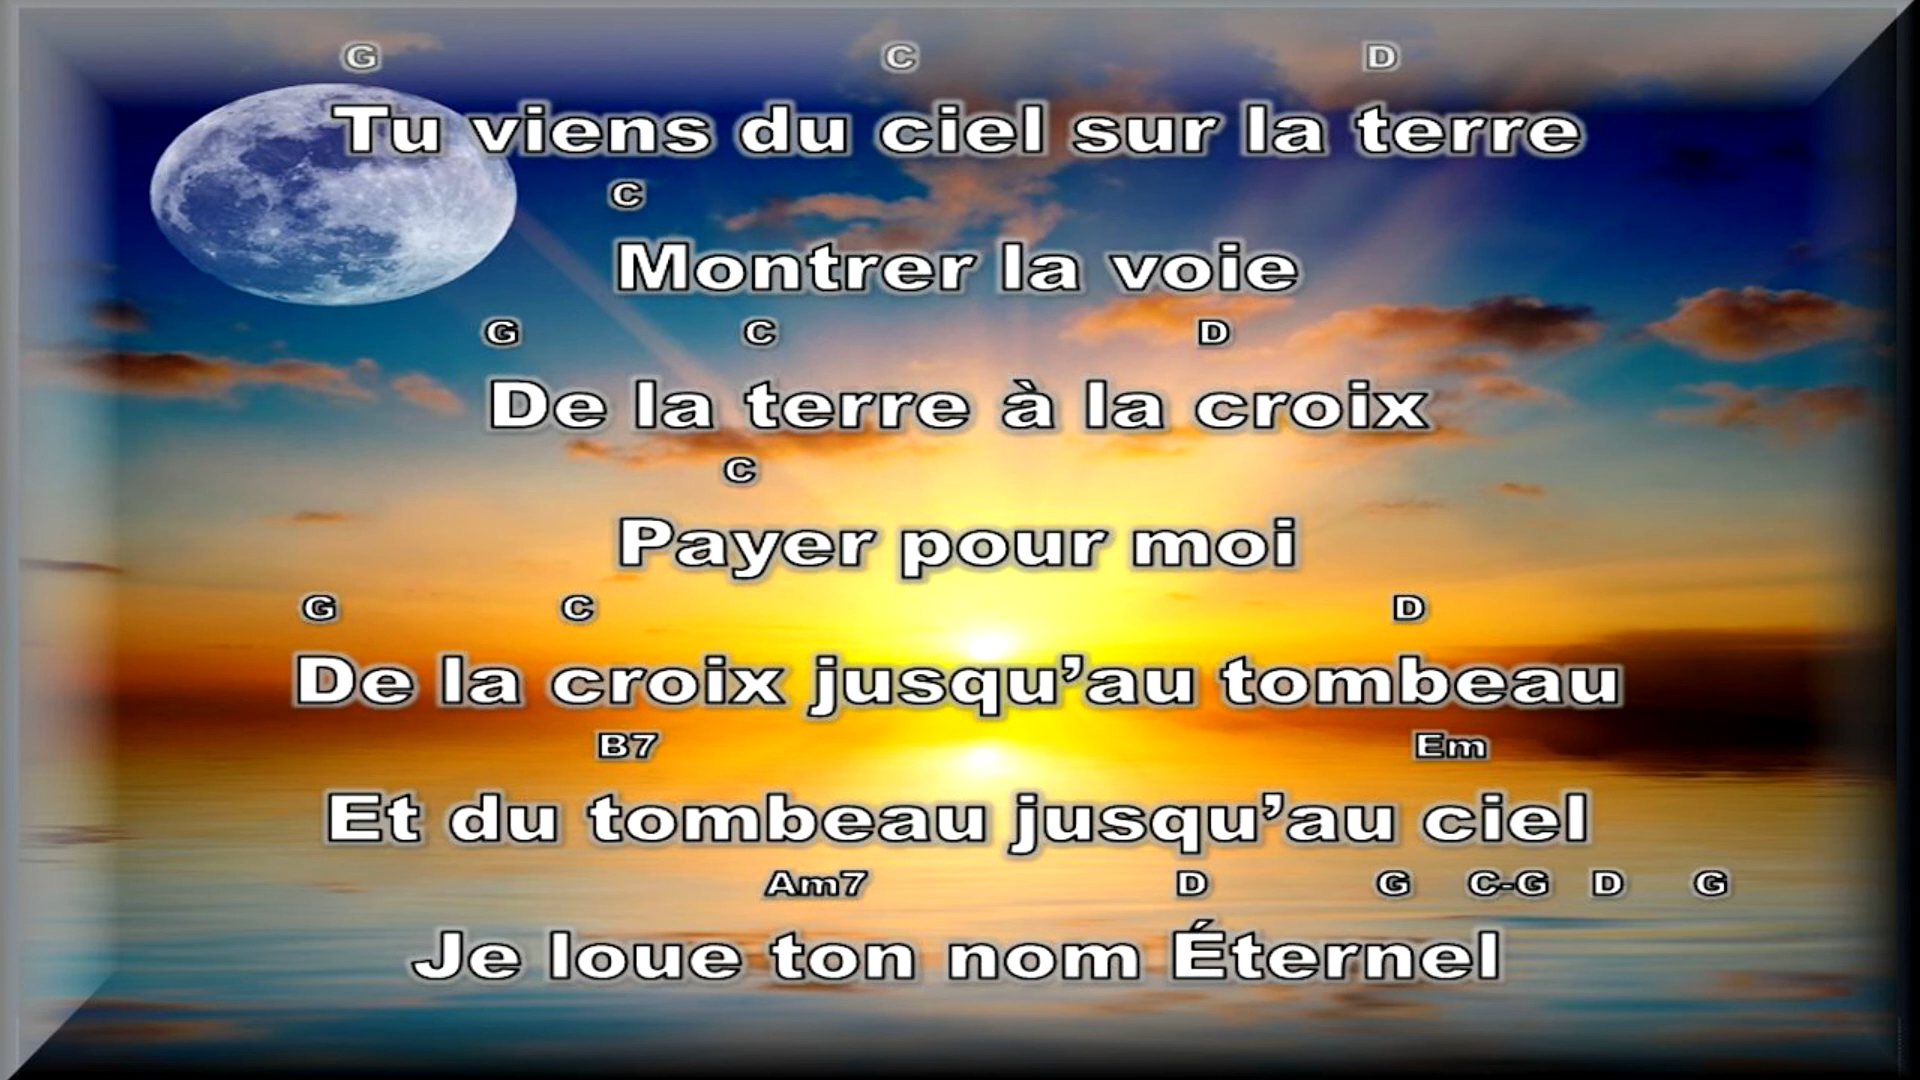 G C D
Tu viens du ciel sur la terre
C
Montrer la voie
G C D
De la terre à la croix
C
Payer pour moi
G C D
De la croix jusqu’au tombeau
B7 Em
Et du tombeau jusqu’au ciel
Am7 D G C-G D G
Je loue ton nom Éternel